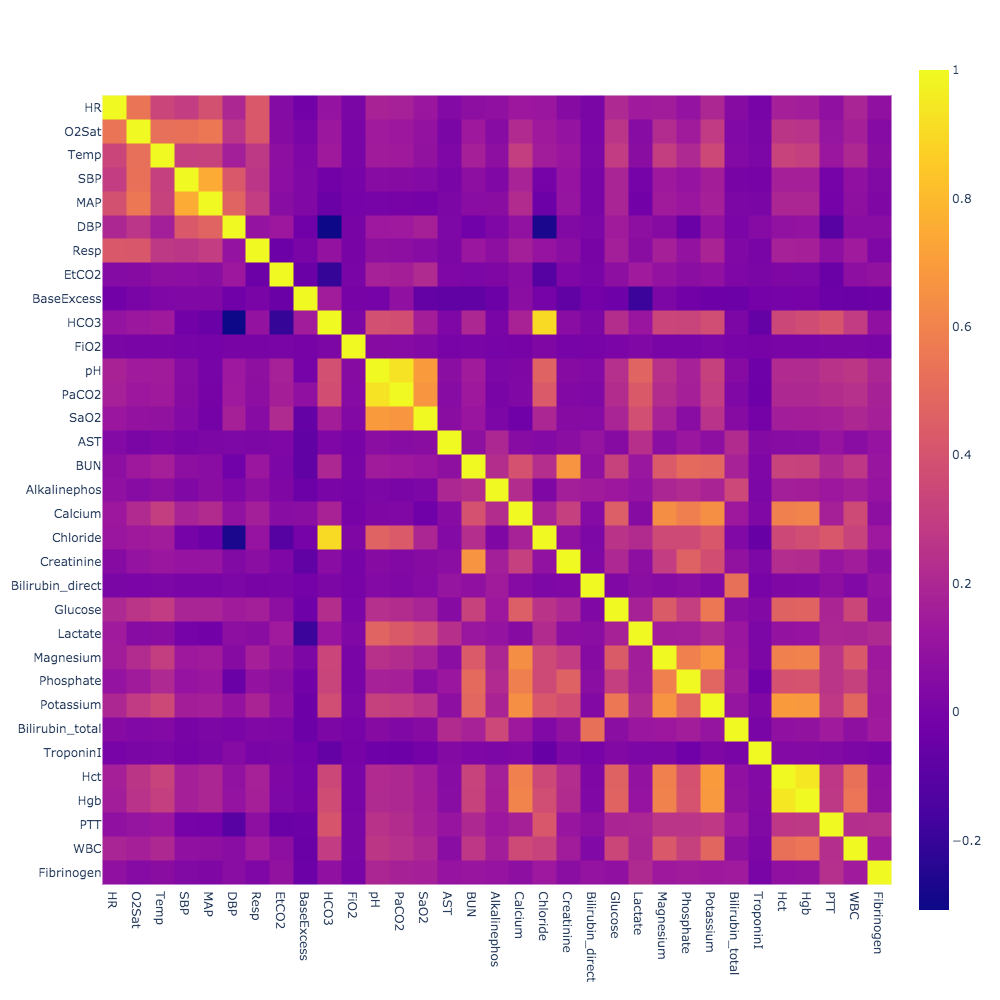 HR
O2Sat
Temp
SBP
MAP
DBP
Resp
EtCO2
BaseExcess
HCO3
FiO2
pH
PaCO2
SaO2
AST
BUN
Alkalinephos
Calcium
Chloride
Creatinine
Bilirubin_direct
Glucose
Lactate
Magnesium
Phosphate
Potassium
Bilirubin_total
TroponinI
Hct
Hgb
PTT
WBC
Fibrinogen
HR
O2Sat
Temp
SBP
MAP
DBP
Resp
EtCO2
BaseExcess
HCO3
FiO2
pH
PaCO2
SaO2
AST
BUN
Alkalinephos
Calcium
Chloride
Creatinine
Bilirubin_direct
Glucose
Lactate
Magnesium
Phosphate
Potassium
Bilirubin_total
TroponinI
Hct
Hgb
PTT
WBC
Fibrinogen
1
0.8
0.6
0.4
0.2
0
−0.2